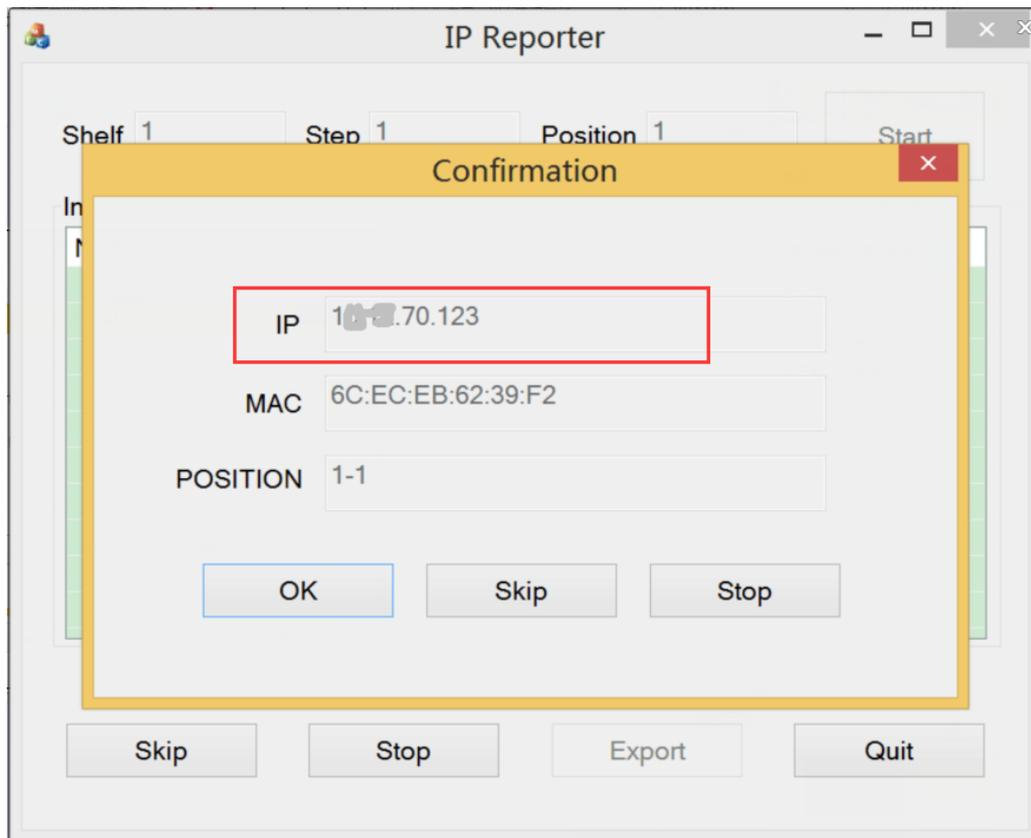 IP Reporter
Shelf 1 Step 1 Position 1 Start
Confirmation
In
IP .70.123
MAC 6C:EC:EB:62:39:F2
POSITION 1-1
OK Skip Stop
Skip Stop Export Quit